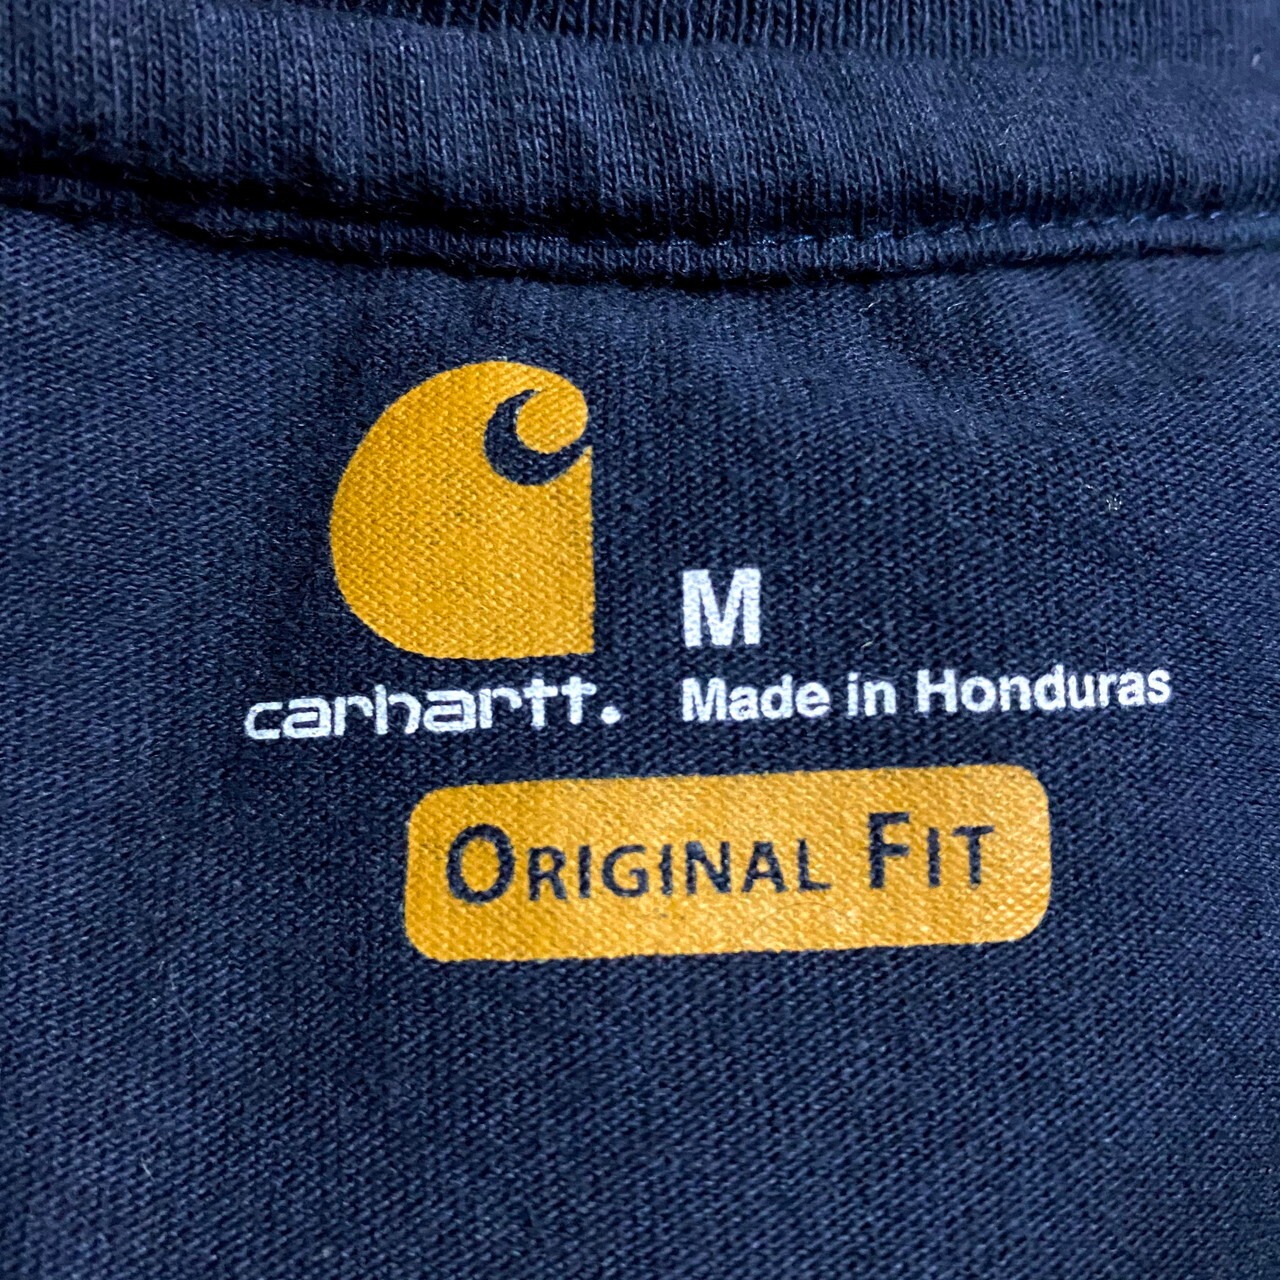 M
carhartt.
Made in Honduras
ORIGINAL FIT